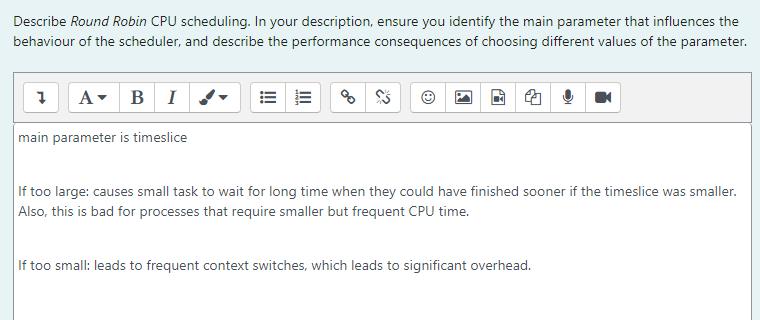 Describe Round Robin CPU scheduling. In your description, ensure you identify the main parameter that influences the
behaviour of the scheduler, and describe the performance consequences of choosing different values of the parameter.
A B I
main parameter is timeslice
If too large: causes small task to wait for long time when they could have finished sooner if the timeslice was smaller.
Also, this is bad for processes that require smaller but frequent CPU time.
If too small: leads to frequent context switches, which leads to significant overhead.